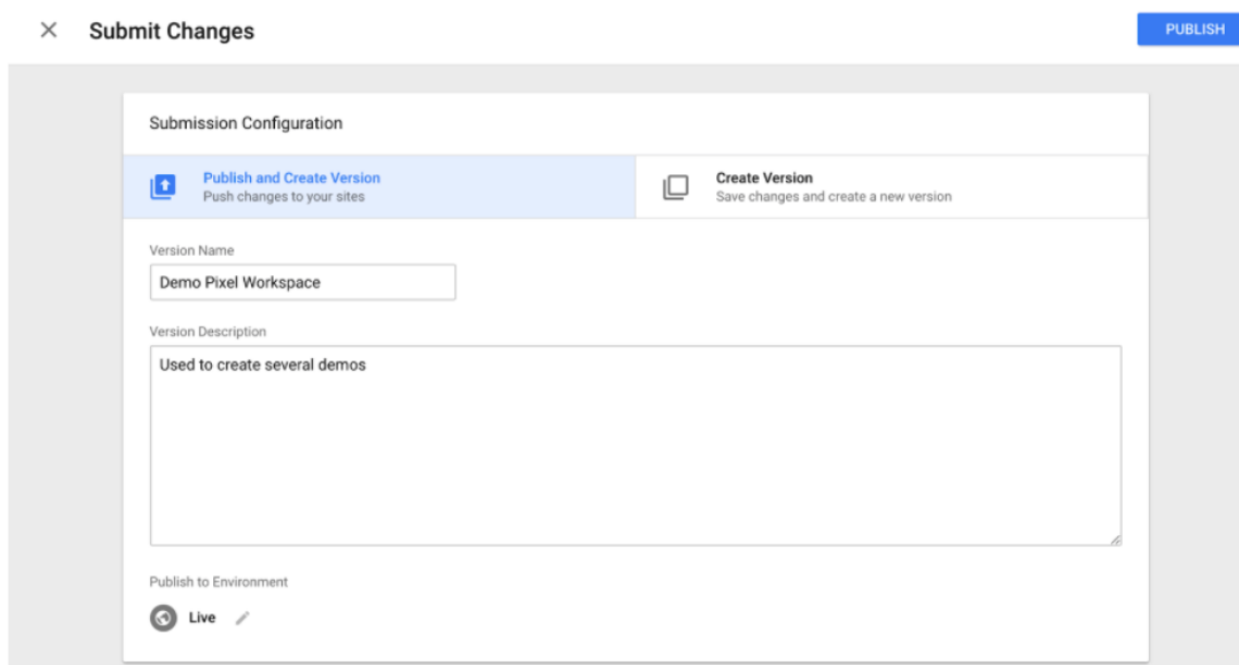 Submit Changes
PUBLISH
Submission Configuration
Publish and Create Version
Push changes to your sites
Create Version
Save changes and create a new version
Version Name
Demo Pixel Workspace
Version Description
Used to create several demos
Publish to Environment
Live